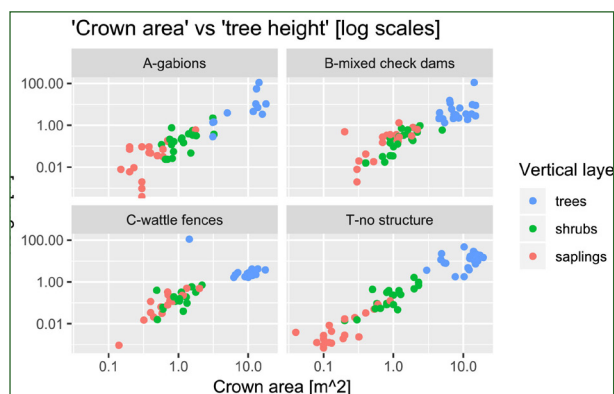 'Crown area' vs 'tree height' [log scales]
A-gabions
B-mixed check dams
100.00
1.00
0.01
C-wattle fences
T-no structure
100.00
1.00
0.01
0.1
1.0
10.0
0.1
1.0
10.0
Crown area [m^2]
Vertical laye
trees
shrubs
saplings